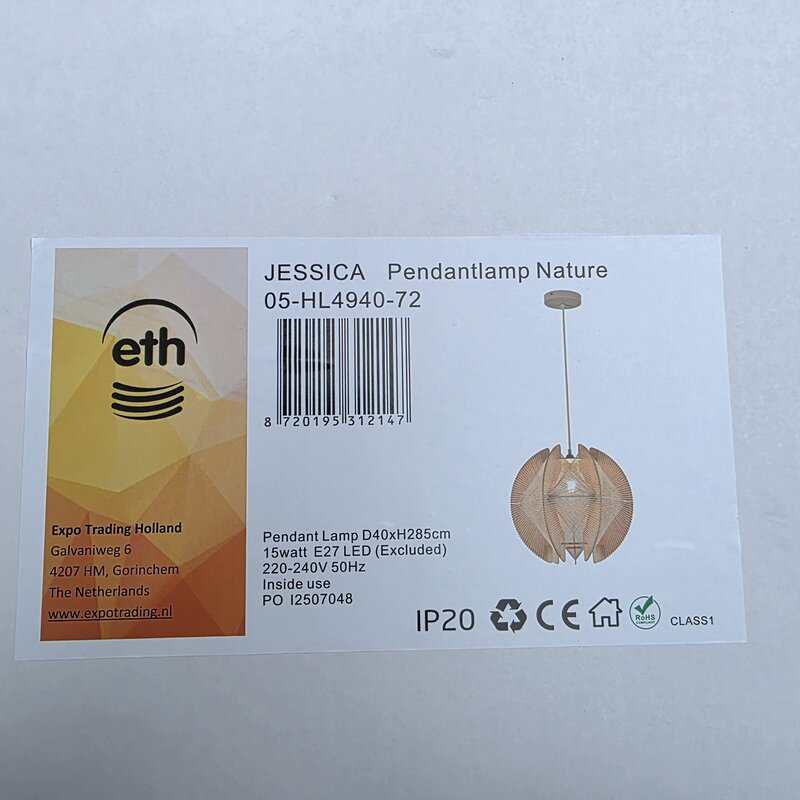 eth
Expo Trading Holland
Galvaniweg 6
4207 HM, Gorinchem
The Netherlands
www.expotrading.nl
JESSICA Pendantlamp Nature
05-HL4940-72
8 720195 312147
Pendant Lamp D40xH285cm
15watt E27 LED (Excluded)
220-240V 50Hz
Inside use
PO I2507048
IP20 CE RoHS COMPLIANT CLASS1